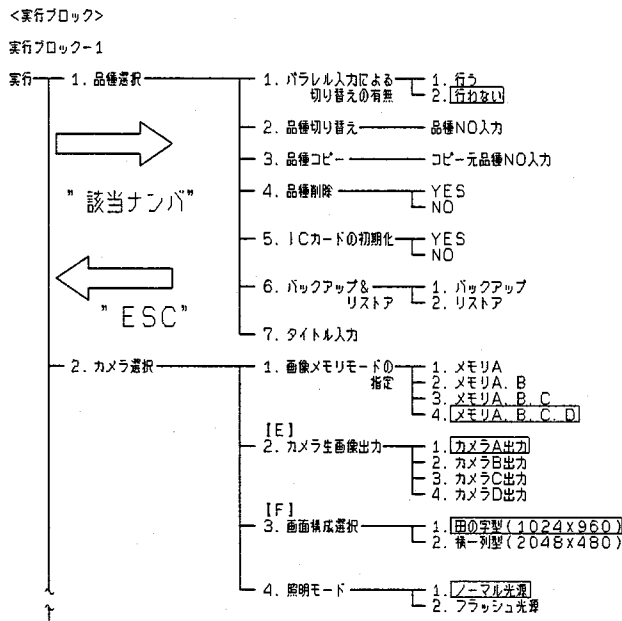 <実行ブロック>
実行ブロック-1
実行 1. 品種選択 1. パラレル入力による 1. 行う
切り替えの有無 2. 行わない
2. 品種切り替え 品種NO入力
3. 品種コピー コピー元品種NO入力
"該当ナンバ"
4. 品種削除 YES
NO
5. ICカードの初期化 YES
NO
6. バックアップ& 1. バックアップ
リストア 2. リストア
"ESC"
7. タイトル入力
2. カメラ選択 1. 画像メモリモードの 1. メモリA
指定 2. メモリA. B
3. メモリA. B. C
4. メモリA. B. C. D
[E]
2. カメラ生画像出力 1. カメラA出力
2. カメラB出力
3. カメラC出力
4. カメラD出力
[F]
3. 画面構成選択 1. 田の字型(1024x960)
2. 横一列型(2048x480)
4. 照明モード 1. ノーマル光源
2. フラッシュ光源